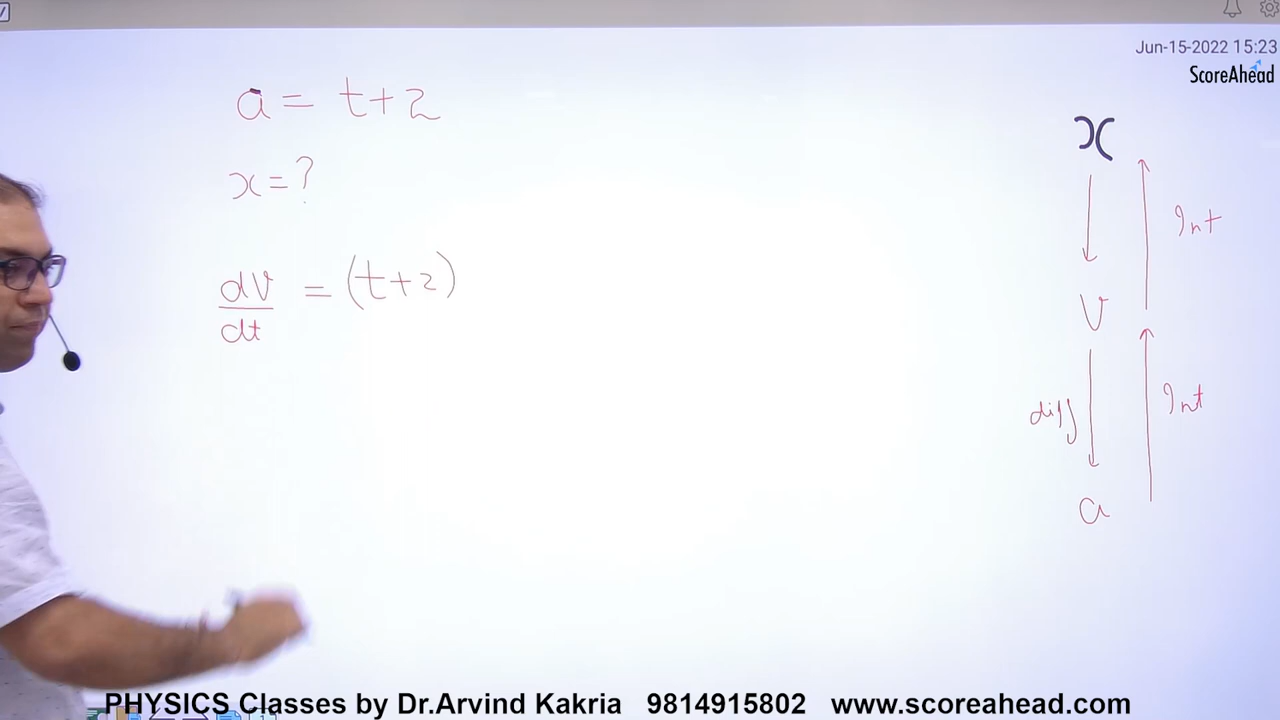 Jun-15-2022 15:23
ScoreAhead
a = t+2
x = ?
dv/dt = (t+2)
x
Int
v
diff
Int
a
PHYSICS Classes by Dr.Arvind Kakria 9814915802 www.scoreahead.com